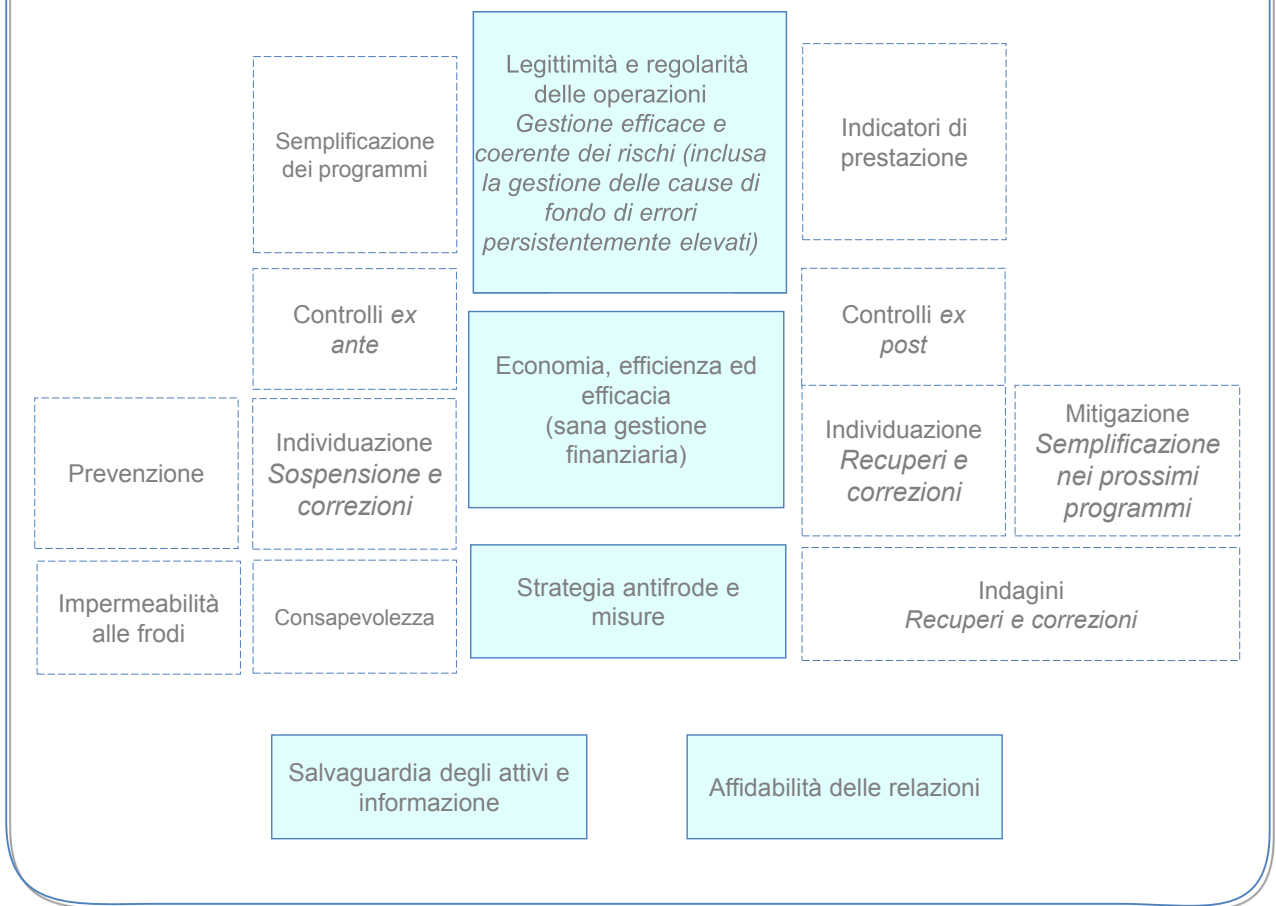 Semplificazione
dei programmi
Legittimità e regolarità
delle operazioni
Gestione efficace e
coerente dei rischi (inclusa
la gestione delle cause di
fondo di errori
persistentemente elevati)
Indicatori di
prestazione
Controlli ex
ante
Economia, efficienza ed
efficacia
(sana gestione
finanziaria)
Controlli ex
post
Prevenzione
Individuazione
Sospensione e
correzioni
Individuazione
Recuperi e
correzioni
Mitigazione
Semplificazione
nei prossimi
programmi
Impermeabilità
alle frodi
Consapevolezza
Strategia antifrode e
misure
Indagini
Recuperi e correzioni
Salvaguardia degli attivi e
informazione
Affidabilità delle relazioni